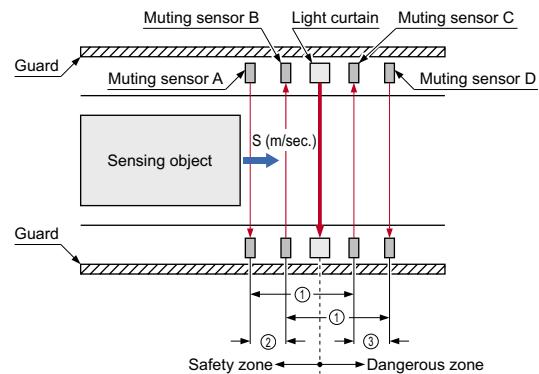 Muting sensor B
Light curtain
Muting sensor C
Guard
Muting sensor A
Muting sensor D
S (m/sec.)
Sensing object
Guard
①
①
②
③
Safety zone
Dangerous zone